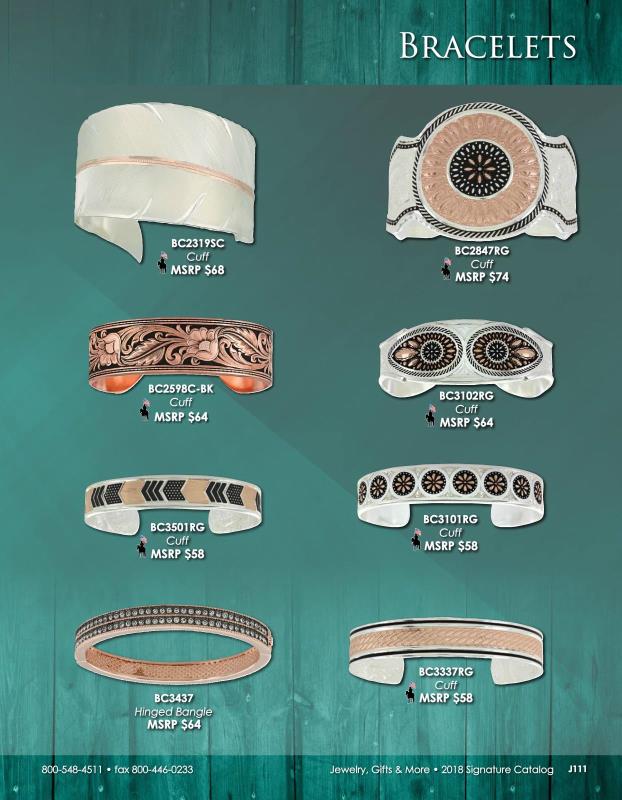 BRACELETS
BC2319SC
Cuff
MSRP $68
BC2847RG
Cuff
MSRP $74
BC2598C-BK
Cuff
MSRP $64
BC3102RG
Cuff
MSRP $64
BC3501RG
Cuff
MSRP $58
BC3101RG
Cuff
MSRP $58
BC3437
Hinged Bangle
MSRP $64
BC3337RG
Cuff
MSRP $58
800-548-4511 • fax 800-446-0233
Jewelry, Gifts & More • 2018 Signature Catalog J111